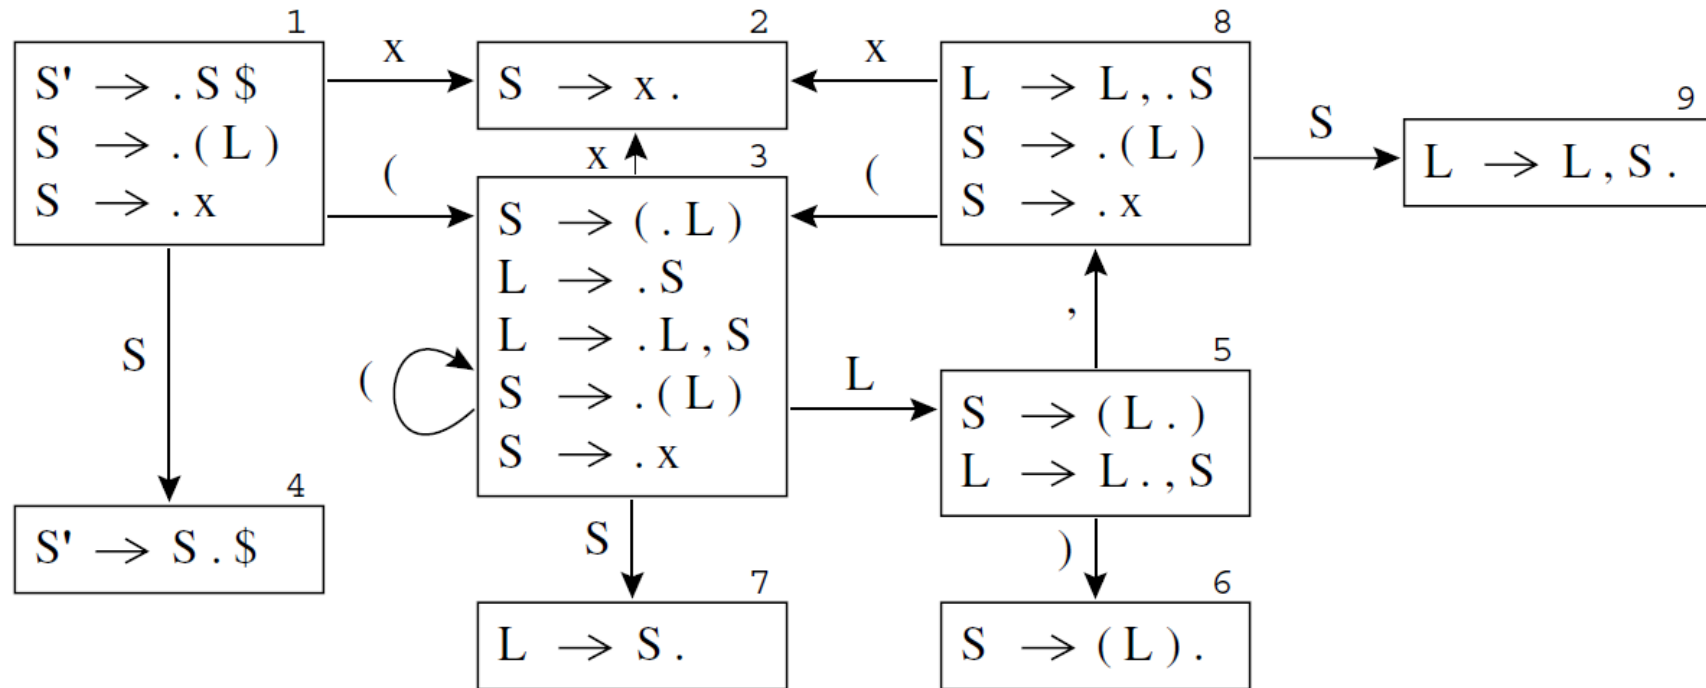 1
S' → . S $
S → . ( L )
S → . x
x
(
S
4
S' → S . $
2
S → x .
x
3
S → ( . L )
L → . S
L → . L , S
S → . ( L )
S → . x
(
S
7
L → S .
L
x
(
8
L → L , . S
S → . ( L )
S → . x
,
5
S → ( L . )
L → L . , S
)
6
S → ( L ) .
S
9
L → L , S .